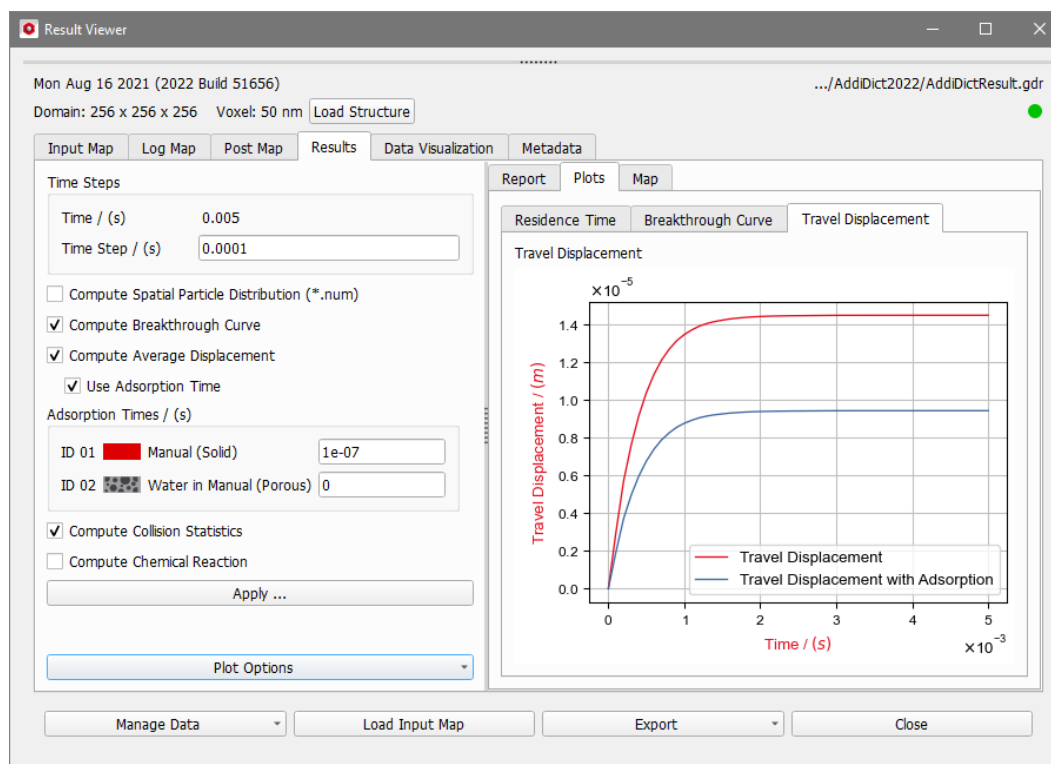 Result Viewer
Mon Aug 16 2021 (2022 Build 51656)
.../AddiDict2022/AddiDictResult.gdr
Domain: 256 x 256 x 256 Voxel: 50 nm Load Structure
Input Map Log Map Post Map Results Data Visualization Metadata
Time Steps
Time / (s) 0.005
Time Step / (s) 0.0001
Compute Spatial Particle Distribution (*.num)
Compute Breakthrough Curve
Compute Average Displacement
Use Adsorption Time
Adsorption Times / (s)
ID 01 Manual (Solid) 1e-07
ID 02 Water in Manual (Porous) 0
Compute Collision Statistics
Compute Chemical Reaction
Apply ...
Plot Options
Report Plots Map
Residence Time Breakthrough Curve Travel Displacement
Travel Displacement
×10⁻⁵
1.4
1.2
1.0
0.8
0.6
0.4
0.2
0.0
Travel Displacement / (m)
Travel Displacement
Travel Displacement with Adsorption
0 1 2 3 4 5
Time / (s)
×10⁻³
Manage Data Load Input Map Export Close